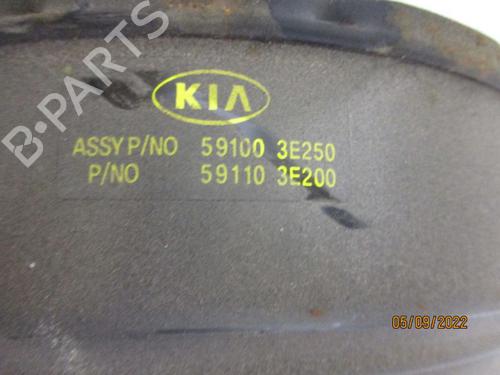 KIA
ASSY P/NO 59100 3E250
P/NO 59110 3E200
B-PARTS
05/09/2022